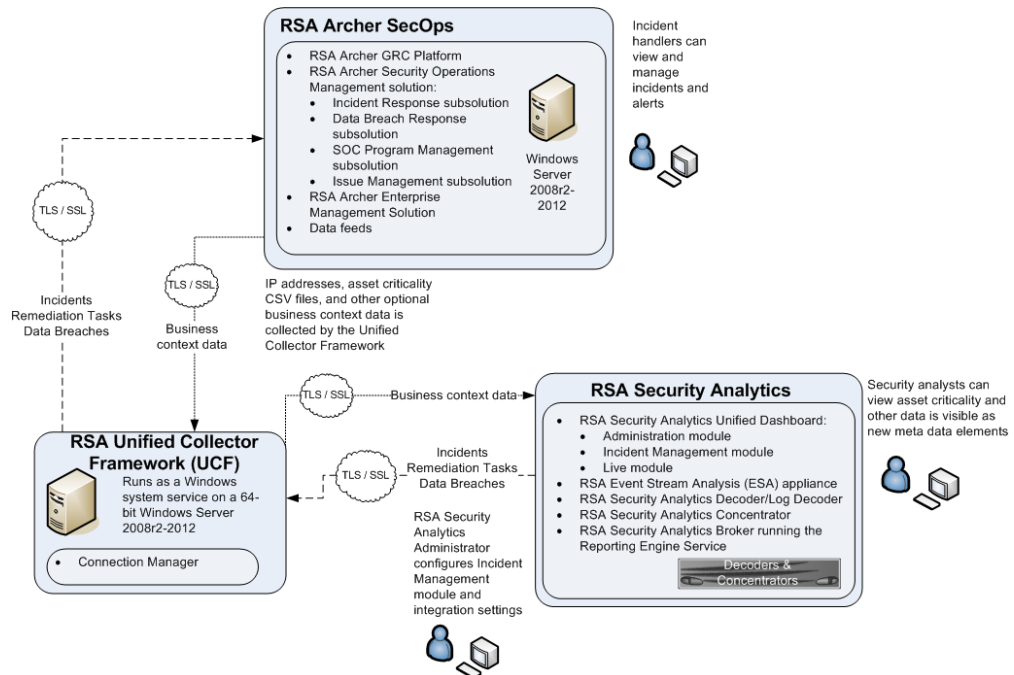 RSA Archer SecOps
• RSA Archer GRC Platform
• RSA Archer Security Operations
Management solution:
• Incident Response subsolution
• Data Breach Response
subsolution
• SOC Program Management
subsolution
• Issue Management subsolution
• RSA Archer Enterprise
Management Solution
• Data feeds
Windows
Server
2008r2-
2012
Incident
handlers can
view and
manage
incidents and
alerts
TLS / SSL
Incidents
Remediation Tasks
Data Breaches
TLS / SSL
Business
context data
IP addresses, asset criticality
CSV files, and other optional
business context data is
collected by the Unified
Collector Framework
TLS / SSL
Business context data
RSA Security Analytics
• RSA Security Analytics Unified Dashboard:
• Administration module
• Incident Management module
• Live module
• RSA Event Stream Analysis (ESA) appliance
• RSA Security Analytics Decoder/Log Decoder
• RSA Security Analytics Concentrator
• RSA Security Analytics Broker running the
Reporting Engine Service
Decoders &
Concentrators
Security analysts can
view asset criticality and
other data is visible as
new meta data elements
RSA Unified Collector
Framework (UCF)
Runs as a Windows
system service on a 64-
bit Windows Server
2008r2-2012
• Connection Manager
TLS / SSL
Incidents
Remediation Tasks
Data Breaches
RSA Security
Analytics
Administrator
configures Incident
Management
module and
integration settings